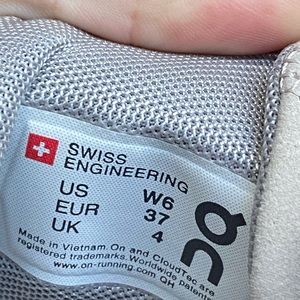 SWISS
ENGINEERING
US W6
EUR 37
UK 4
Made in Vietnam. On and CloudTec are
registered trademarks. Worldwide patents
www.on-running.com QH